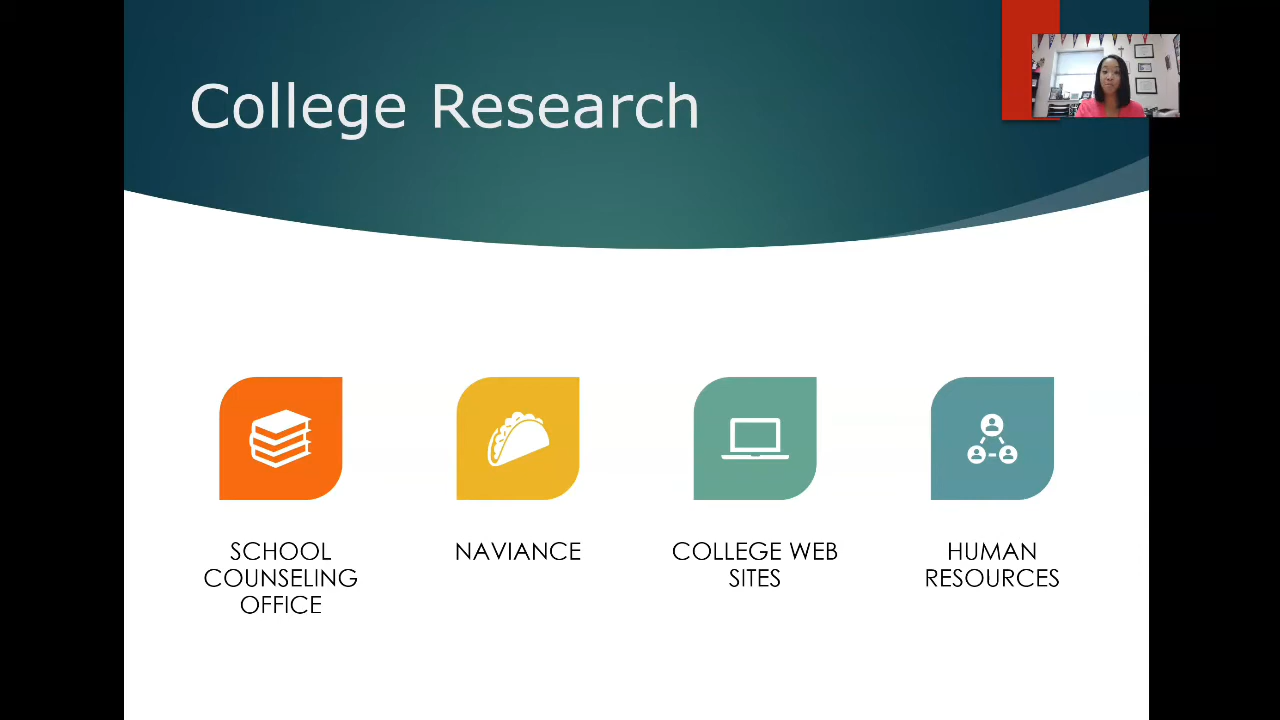 College Research
SCHOOL
COUNSELING
OFFICE
NAVIANCE
COLLEGE WEB
SITES
HUMAN
RESOURCES